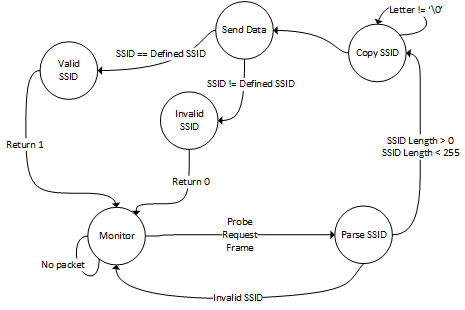 Letter != '\0'
Send Data
Copy SSID
SSID == Defined SSID
Valid
SSID
SSID != Defined SSID
Invalid
SSID
Return 1
SSID Length > 0
SSID Length < 255
Return 0
Probe
Request
Frame
Monitor
Parse SSID
No packet
Invalid SSID